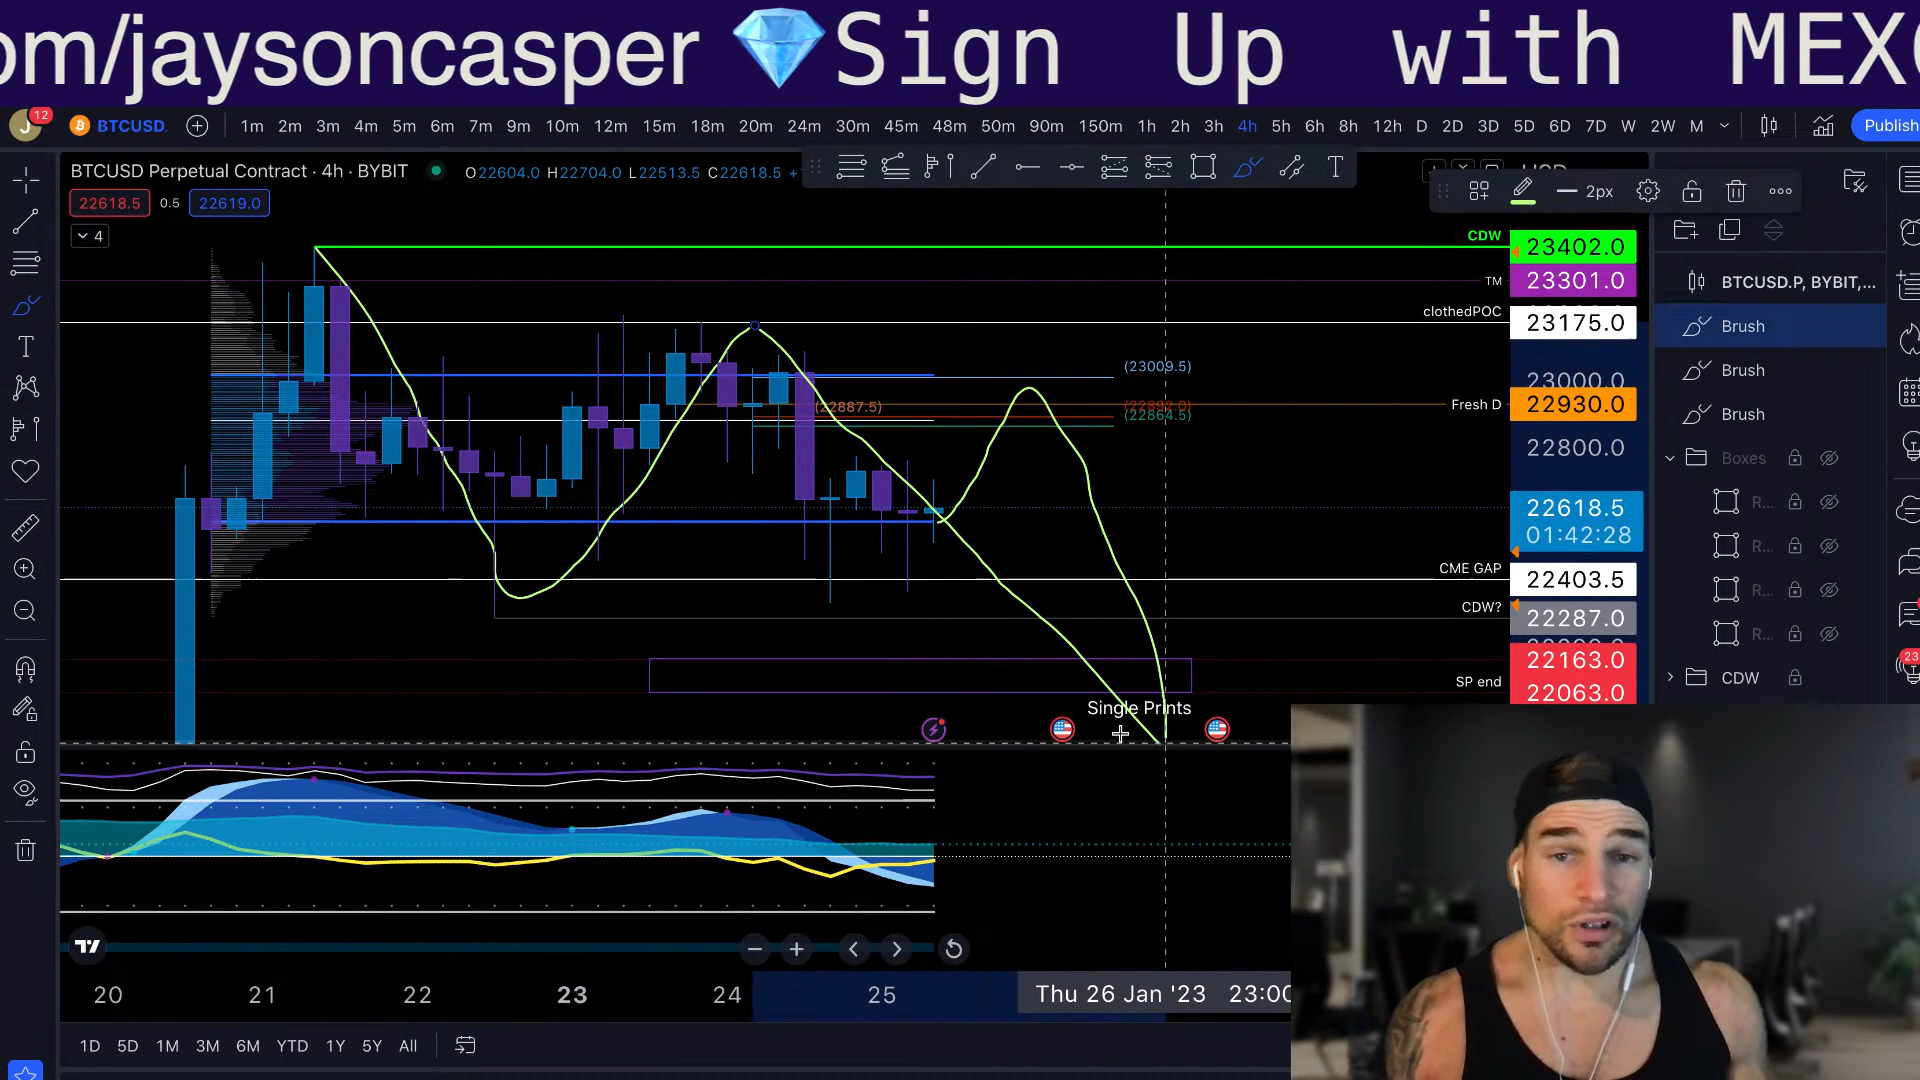 om/jaysoncasper 💎Sign Up with MEXC
J 12 BTCUSD. 1m 2m 3m 4m 5m 6m 7m 9m 10m 12m 15m 18m 20m 24m 30m 45m 48m 50m 90m 150m 1h 2h 3h 4h 5h 6h 8h 12h D 2D 3D 5D 6D 7D W 2W M Publish
BTCUSD Perpetual Contract · 4h · BYBIT O22604.0 H22704.0 L22513.5 C22618.5 +
T
USD
2px
22618.5 0.5 22619.0
4
CDW 23402.0
TM 23301.0
clothedPOC 23175.0
(23009.5)
23000.0
(22887.5) (22892.0) Fresh D 22930.0
(22864.5)
22800.0
22618.5
01:42:28
CME GAP 22403.5
CDW? 22287.0
22163.0
SP end 22063.0
Single Prints
BTCUSD.P, BYBIT,...
Brush
Brush
Brush
Boxes
R...
R...
R...
R...
CDW
23
20 21 22 23 24 25 Thu 26 Jan '23 23:00
1D 5D 1M 3M 6M YTD 1Y 5Y All